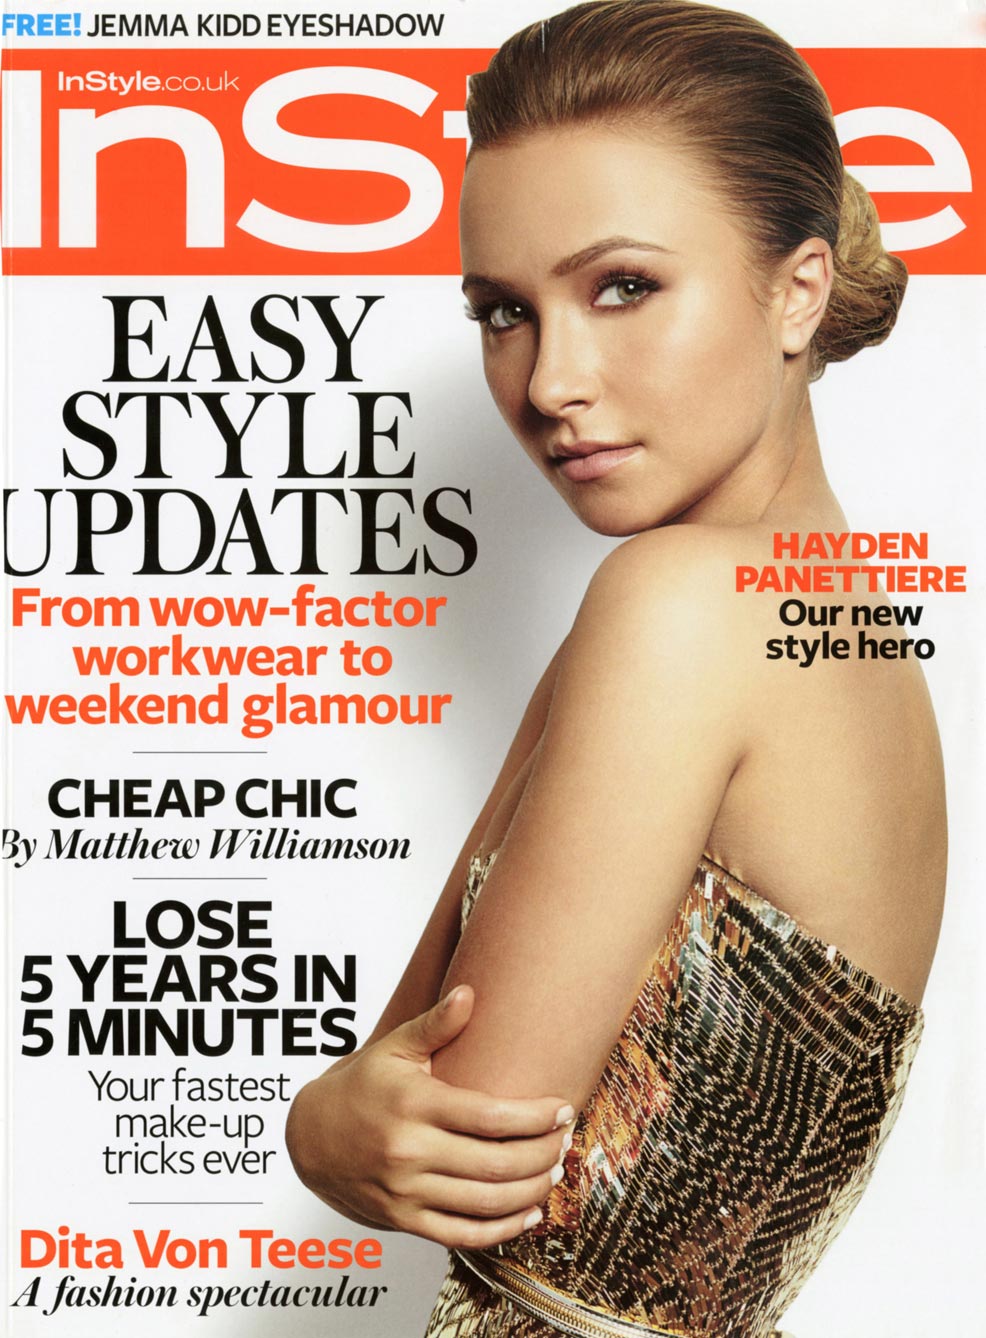 FREE! JEMMA KIDD EYESHADOW
InStyle.co.uk
InStyle
EASY
STYLE
UPDATES
From wow-factor
workwear to
weekend glamour
HAYDEN
PANETTIERE
Our new
style hero
CHEAP CHIC
By Matthew Williamson
LOSE
5 YEARS IN
5 MINUTES
Your fastest
make-up
tricks ever
Dita Von Teese
A fashion spectacular